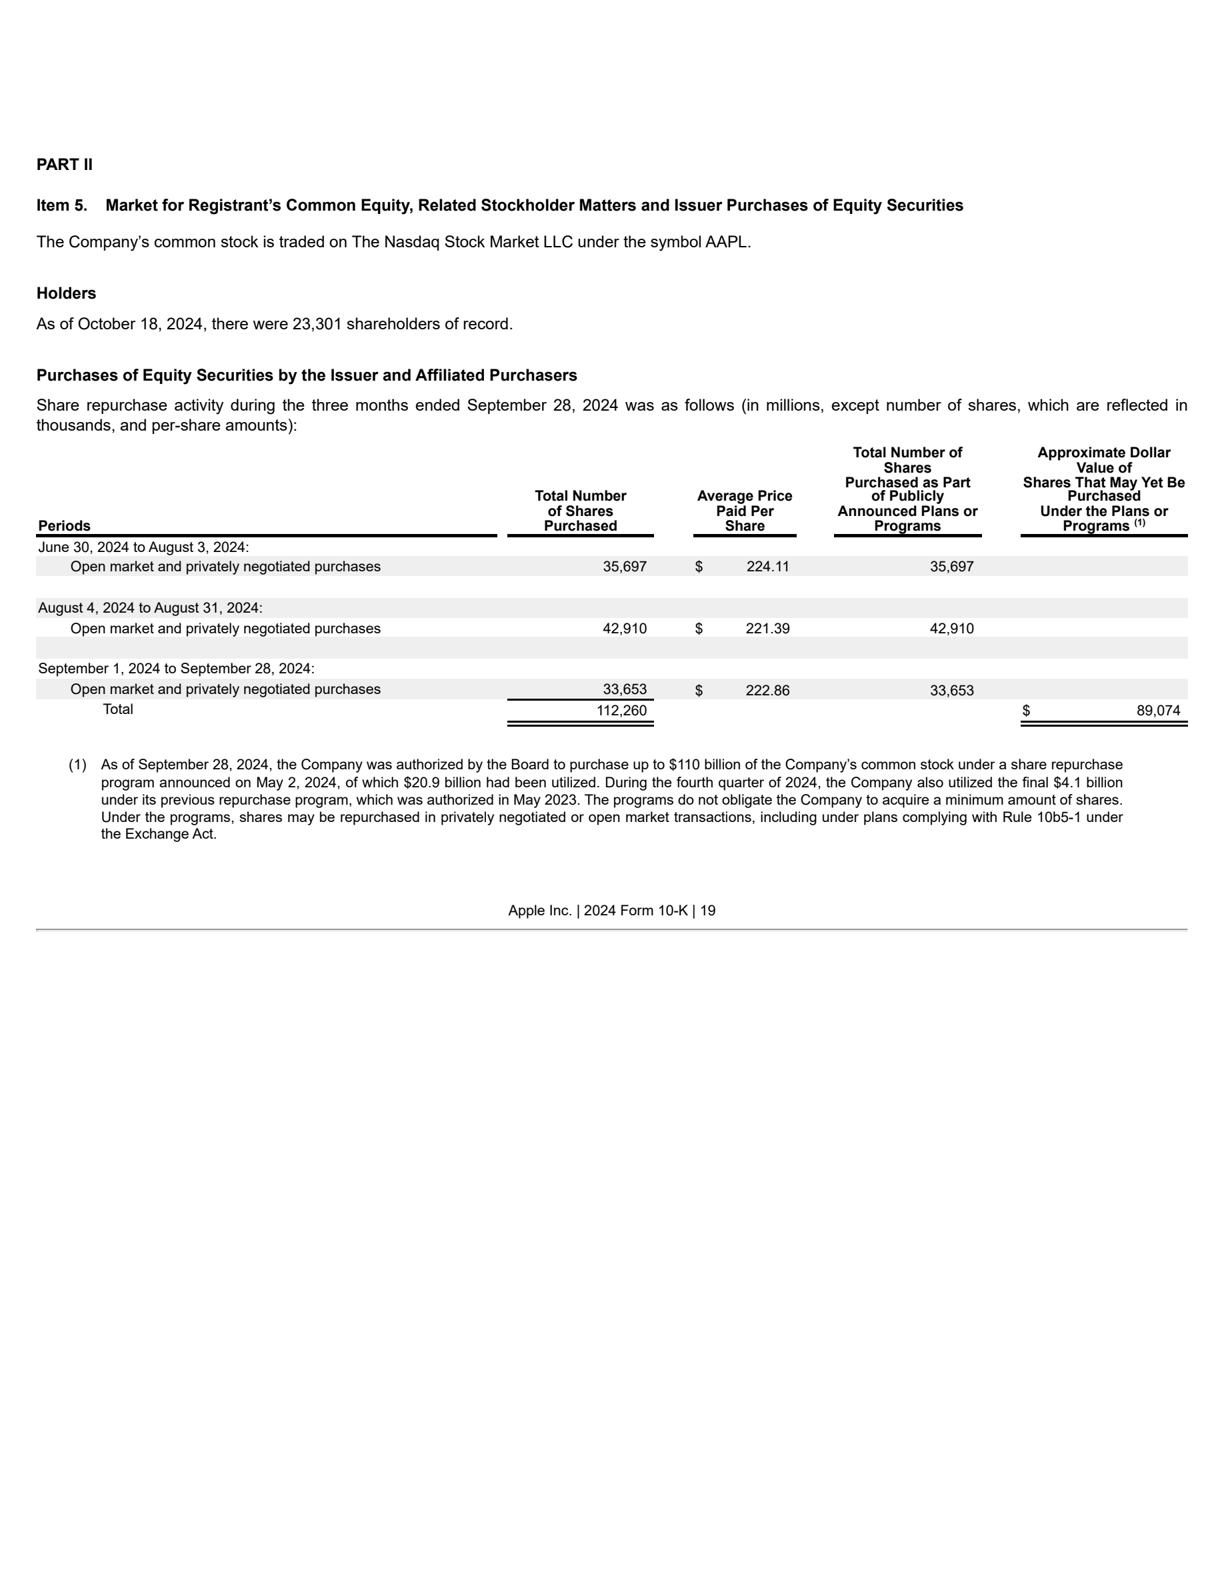 PART II
Item 5. Market for Registrant’s Common Equity, Related Stockholder Matters and Issuer Purchases of Equity Securities
The Company’s common stock is traded on The Nasdaq Stock Market LLC under the symbol AAPL.
Holders
As of October 18, 2024, there were 23,301 shareholders of record.
Purchases of Equity Securities by the Issuer and Affiliated Purchasers
Share repurchase activity during the three months ended September 28, 2024 was as follows (in millions, except number of shares, which are reflected in
thousands, and per-share amounts):
Periods
Total Number
of Shares
Purchased
Average Price
Paid Per
Share
Total Number of
Shares
Purchased as Part
of Publicly
Announced Plans or
Programs
Approximate Dollar
Value of
Shares That May Yet Be
Purchased
Under the Plans or
Programs (1)
June 30, 2024 to August 3, 2024:
Open market and privately negotiated purchases 35,697 $ 224.11 35,697
August 4, 2024 to August 31, 2024:
Open market and privately negotiated purchases 42,910 $ 221.39 42,910
September 1, 2024 to September 28, 2024:
Open market and privately negotiated purchases 33,653 $ 222.86 33,653
Total 112,260 $ 89,074
(1) As of September 28, 2024, the Company was authorized by the Board to purchase up to $110 billion of the Company’s common stock under a share repurchase
program announced on May 2, 2024, of which $20.9 billion had been utilized. During the fourth quarter of 2024, the Company also utilized the final $4.1 billion
under its previous repurchase program, which was authorized in May 2023. The programs do not obligate the Company to acquire a minimum amount of shares.
Under the programs, shares may be repurchased in privately negotiated or open market transactions, including under plans complying with Rule 10b5-1 under
the Exchange Act.
Apple Inc. | 2024 Form 10-K | 19